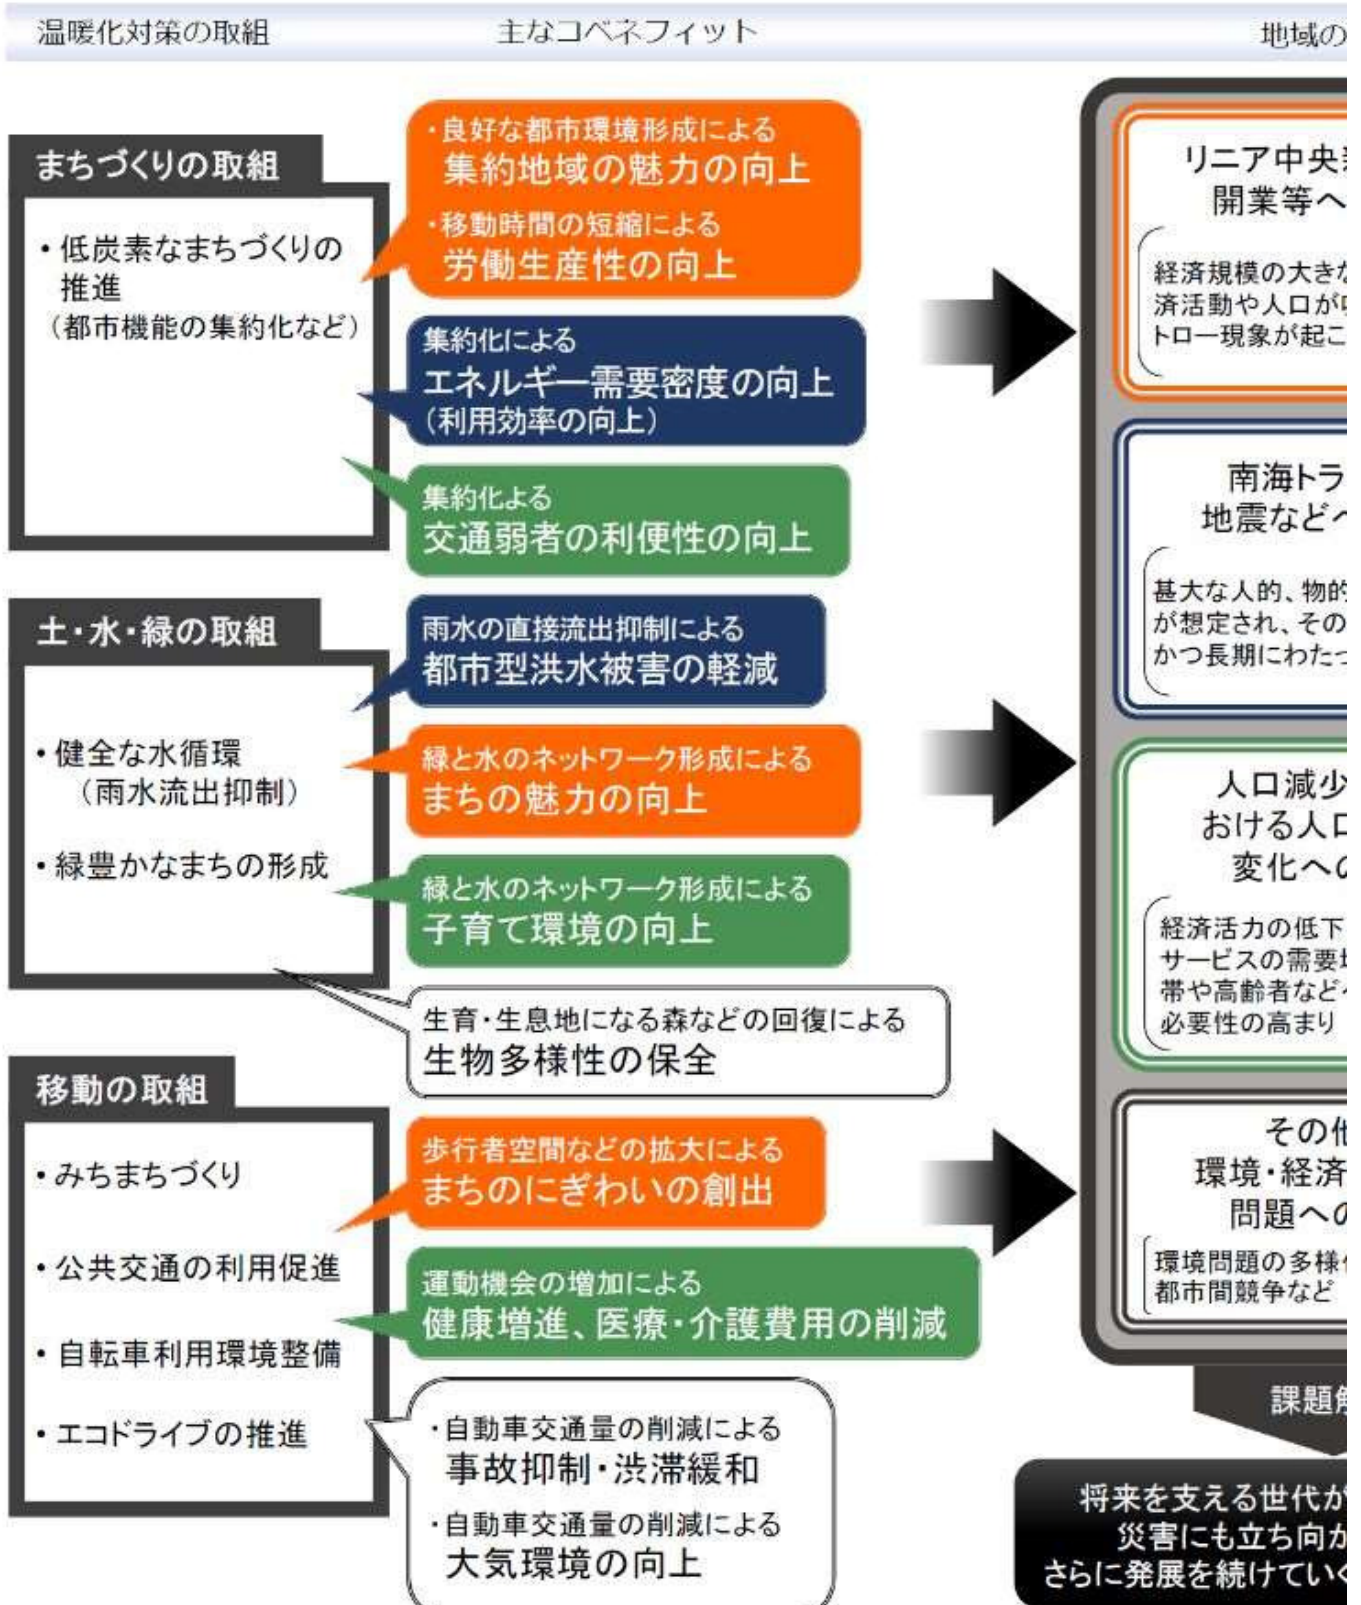 温暖化対策の取組
主なコベネフィット
地域の
まちづくりの取組
・低炭素なまちづくりの
推進
（都市機能の集約化など）
・良好な都市環境形成による
集約地域の魅力の向上
・移動時間の短縮による
労働生産性の向上
集約化による
エネルギー需要密度の向上
（利用効率の向上）
集約化よる
交通弱者の利便性の向上
土・水・緑の取組
・健全な水循環
（雨水流出抑制）
・緑豊かなまちの形成
雨水の直接流出抑制による
都市型洪水被害の軽減
緑と水のネットワーク形成による
まちの魅力の向上
緑と水のネットワーク形成による
子育て環境の向上
生育・生息地になる森などの回復による
生物多様性の保全
移動の取組
・みちまちづくり
・公共交通の利用促進
・自転車利用環境整備
・エコドライブの推進
歩行者空間などの拡大による
まちのにぎわいの創出
運動機会の増加による
健康増進、医療・介護費用の削減
・自動車交通量の削減による
事故抑制・渋滞緩和
・自動車交通量の削減による
大気環境の向上
リニア中央
開業等へ
経済規模の大きな
済活動や人口が
トロー現象が起こ
南海トラ
地震などへ
甚大な人的、物的
が想定され、その
かつ長期にわたっ
人口減少
おける人口
変化への
経済活力の低下
サービスの需要
帯や高齢者など
必要性の高まり
その他
環境・経済
問題への
環境問題の多様
都市間競争など
課題
将来を支える世代が
災害にも立ち向か
さらに発展を続けてい